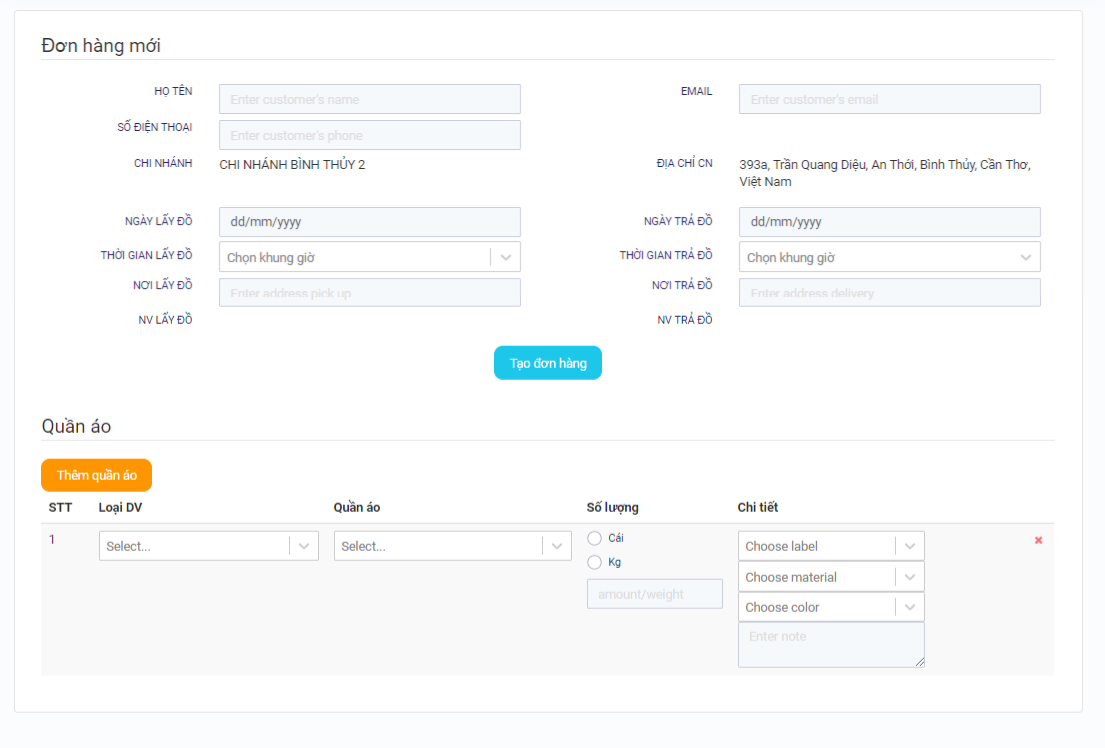 Đơn hàng mới
HỌ TÊN
Enter customer's name
EMAIL
Enter customer's email
SỐ ĐIỆN THOẠI
Enter customer's phone
CHI NHÁNH
CHI NHÁNH BÌNH THỦY 2
ĐỊA CHỈ CN
393a, Trần Quang Diệu, An Thới, Bình Thủy, Cần Thơ,
Việt Nam
NGÀY LẤY ĐỒ
dd/mm/yyyy
NGÀY TRẢ ĐỒ
dd/mm/yyyy
THỜI GIAN LẤY ĐỒ
Chọn khung giờ
THỜI GIAN TRẢ ĐỒ
Chọn khung giờ
NƠI LẤY ĐỒ
Enter address pick up
NƠI TRẢ ĐỒ
Enter address delivery
NV LẤY ĐỒ
NV TRẢ ĐỒ
Tạo đơn hàng
Quần áo
Thêm quần áo
STT
Loại DV
Quần áo
Số lượng
Chi tiết
1
Select...
Select...
Cái
Kg
amount/weight
Choose label
Choose material
Choose color
Enter note